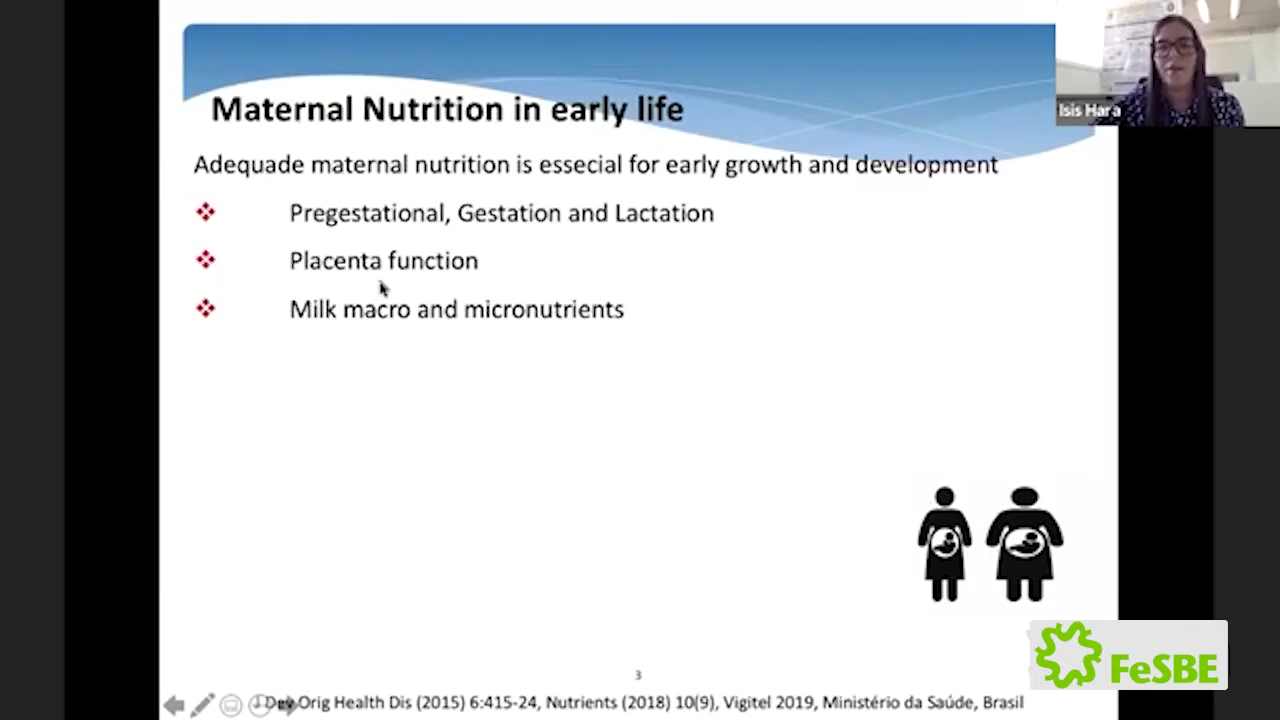 Maternal Nutrition in early life
Isis Hara
Adequade maternal nutrition is essecial for early growth and development
Pregestational, Gestation and Lactation
Placenta function
Milk macro and micronutrients
FeSBE
3
J Dev Orig Health Dis (2015) 6:415-24, Nutrients (2018) 10(9), Vigitel 2019, Ministério da Saúde, Brasil